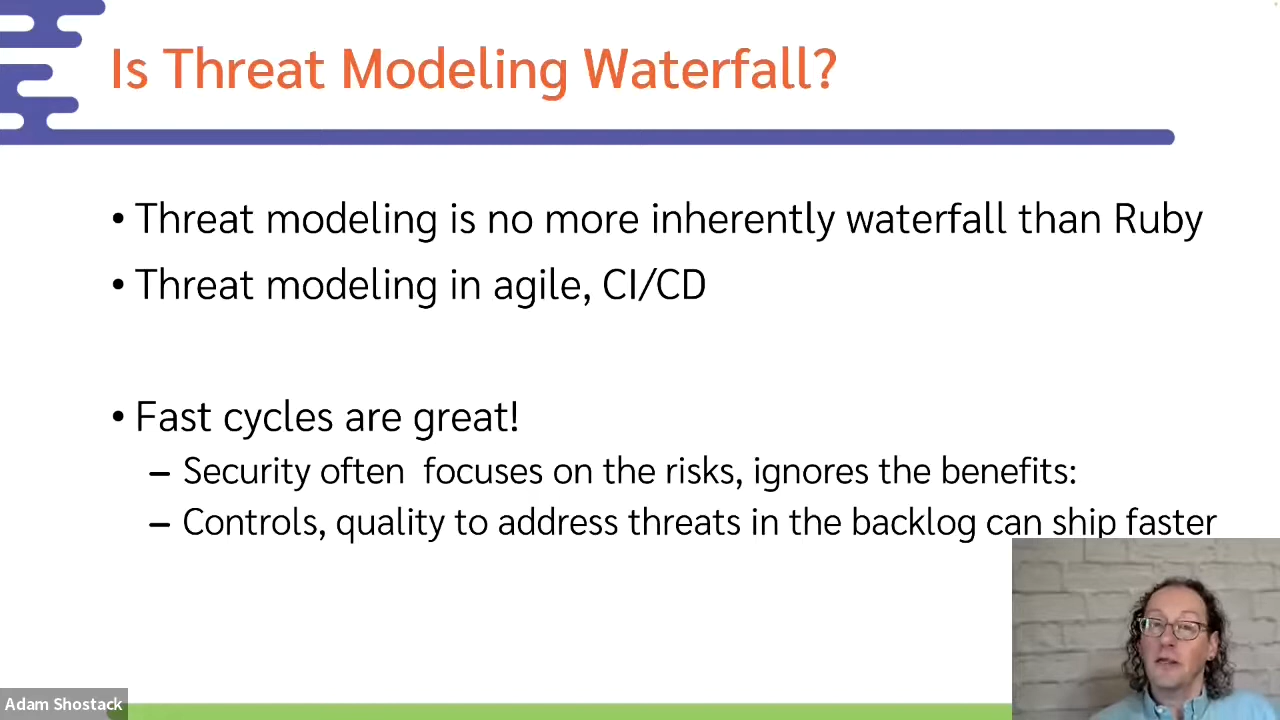 Is Threat Modeling Waterfall?
• Threat modeling is no more inherently waterfall than Ruby
• Threat modeling in agile, CI/CD
• Fast cycles are great!
– Security often  focuses on the risks, ignores the benefits:
– Controls, quality to address threats in the backlog can ship faster
Adam Shostack